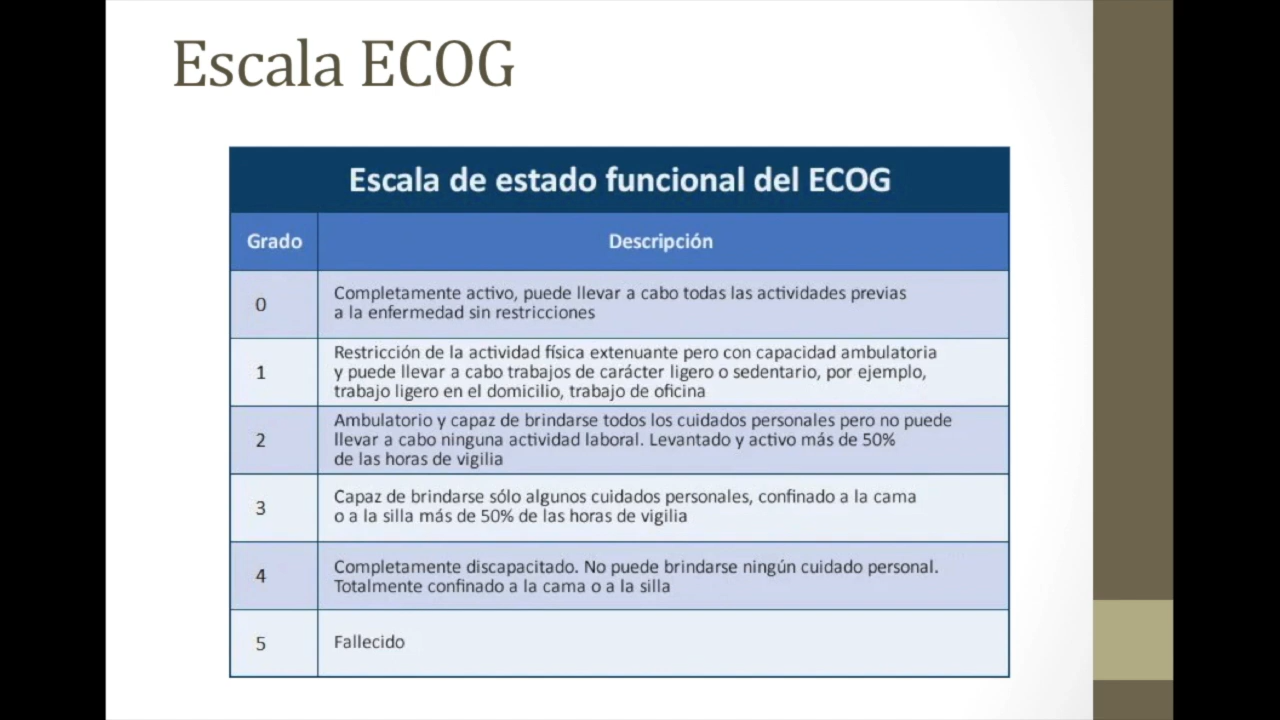 Escala ECOG
Escala de estado funcional del ECOG
Grado Descripción
0 Completamente activo, puede llevar a cabo todas las actividades previas
a la enfermedad sin restricciones
1 Restricción de la actividad física extenuante pero con capacidad ambulatoria
y puede llevar a cabo trabajos de carácter ligero o sedentario, por ejemplo,
trabajo ligero en el domicilio, trabajo de oficina
2 Ambulatorio y capaz de brindarse todos los cuidados personales pero no puede
llevar a cabo ninguna actividad laboral. Levantado y activo más de 50%
de las horas de vigilia
3 Capaz de brindarse sólo algunos cuidados personales, confinado a la cama
o a la silla más de 50% de las horas de vigilia
4 Completamente discapacitado. No puede brindarse ningún cuidado personal.
Totalmente confinado a la cama o a la silla
5 Fallecido